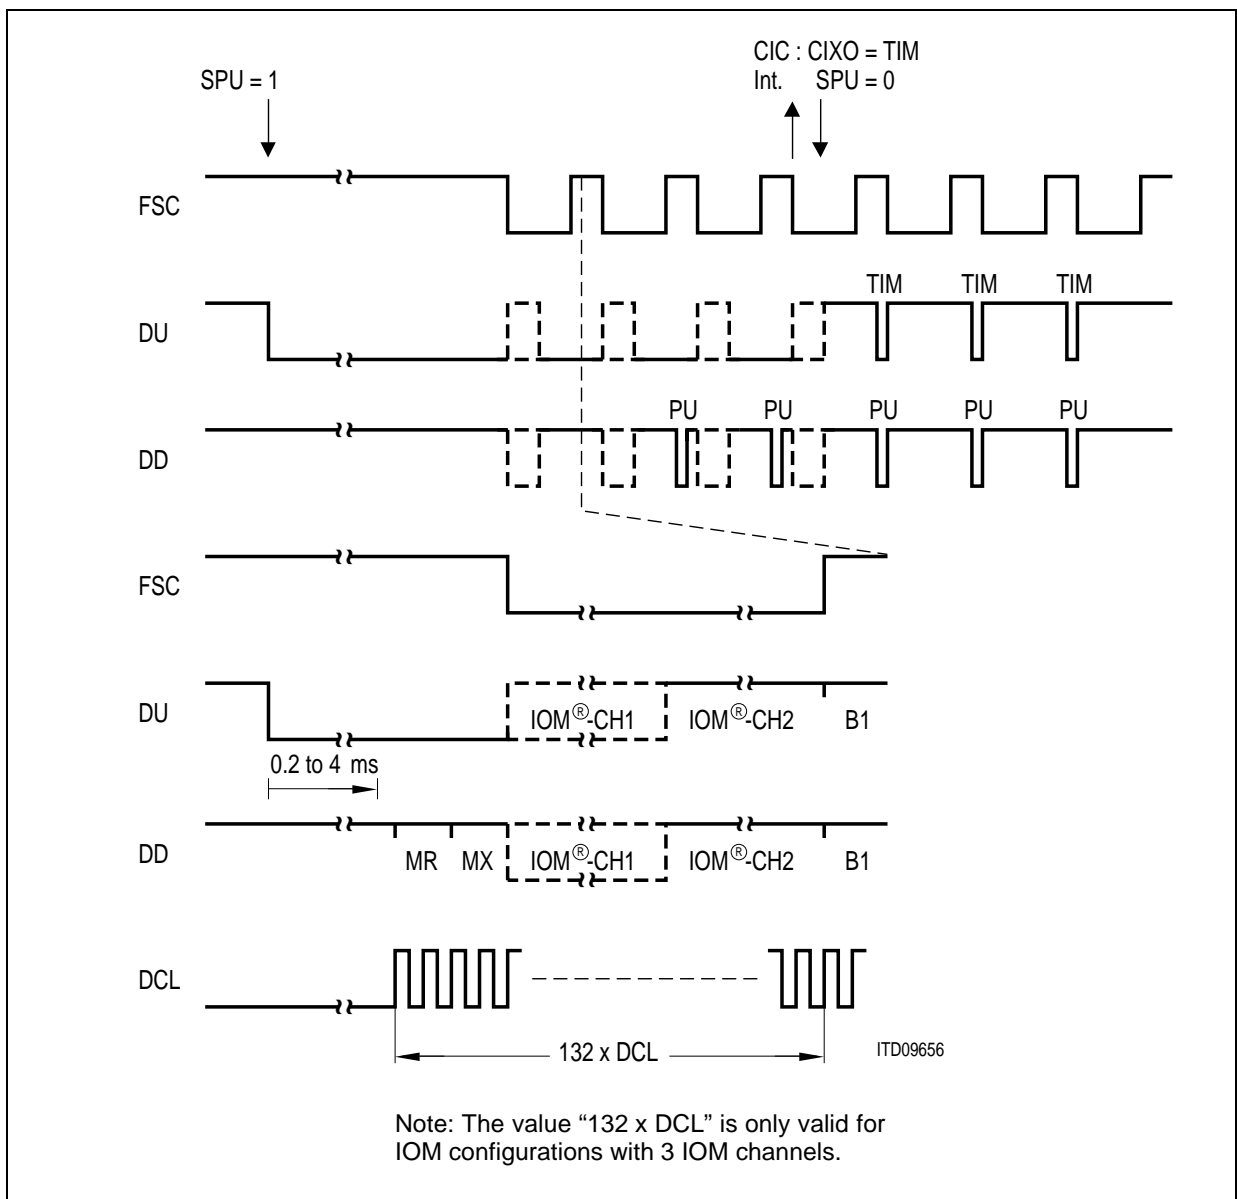 CIC : CIXO = TIM
SPU = 1
Int. SPU = 0
FSC
TIM TIM TIM
DU
PU PU PU PU PU
DD
FSC
DU
IOM®-CH1 IOM®-CH2 B1
0.2 to 4 ms
DD
MR MX IOM®-CH1 IOM®-CH2 B1
DCL
132 x DCL
ITD09656
Note: The value “132 x DCL” is only valid for
IOM configurations with 3 IOM channels.